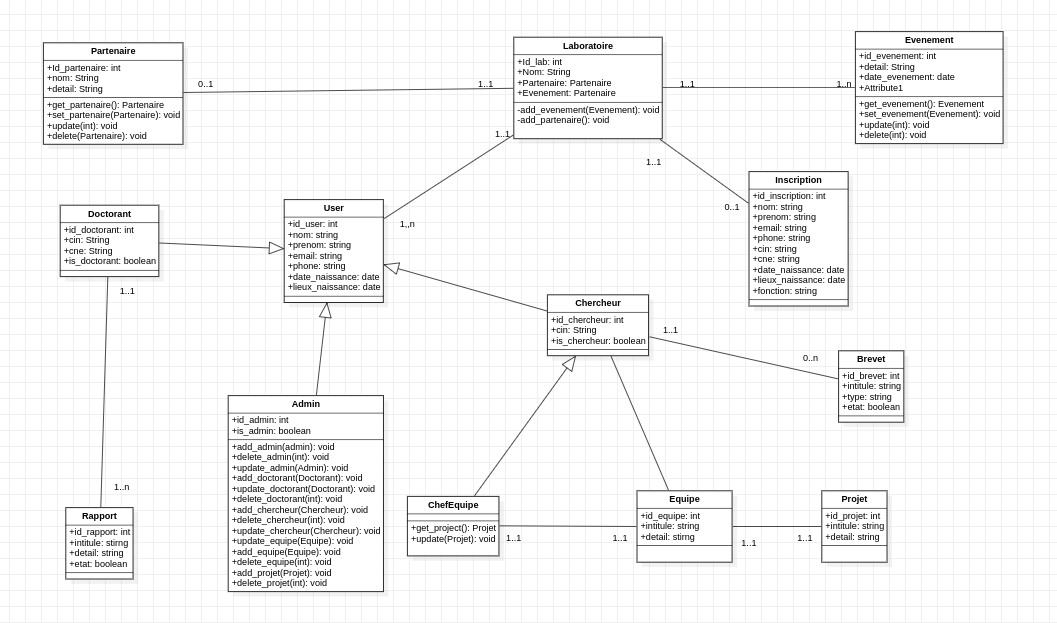 Partenaire
+Id_partenaire: int
+nom: String
+detail: String
+get_partenaire(): Partenaire
+set_partenaire(Partenaire): void
+update(int): void
+delete(Partenaire): void
0..1
1..1
Laboratoire
+Id_lab: int
+Nom: String
+Partenaire: Partenaire
+Evenement: Partenaire
-add_evenement(Evenement): void
-add_partenaire(): void
1..1
1..n
Evenement
+id_evenement: int
+detail: String
+date_evenement: date
+Attribute1
+get_evenement(): Evenement
+set_evenement(Evenement): void
+update(int): void
+delete(int): void
1..1
1,,n
1..1
0..1
Inscription
+id_inscription: int
+nom: string
+prenom: string
+email: string
+phone: string
+cin: string
+cne: string
+date_naissance: date
+lieux_naissance: date
+fonction: string
Doctorant
+id_doctorant: int
+cin: String
+cne: String
+is_doctorant: boolean
User
+id_user: int
+nom: string
+prenom: string
+email: string
+phone: string
+date_naissance: date
+lieux_naissance: date
Chercheur
+id_chercheur: int
+cin: String
+is_chercheur: boolean
1..1
0..n
Brevet
+id_brevet: int
+intitule: string
+type: string
+etat: boolean
1..1
1..n
Rapport
+id_rapport: int
+intitule: stirng
+detail: string
+etat: boolean
Admin
+id_admin: int
+is_admin: boolean
+add_admin(admin): void
+delete_admin(int): void
+update_admin(Admin): void
+add_doctorant(Doctorant): void
+update_doctorant(Doctorant): void
+delete_doctorant(int): void
+add_chercheur(Chercheur): void
+delete_chercheur(int): void
+update_chercheur(Chercheur): void
+update_equipe(Equipe): void
+add_equipe(Equipe): void
+delete_equipe(int): void
+add_projet(Projet): void
+delete_projet(int): void
ChefEquipe
+get_project(): Projet
+update(Projet): void
1..1
1..1
Equipe
+id_equipe: int
+intitule: string
+detail: stirng
1..1
1..1
Projet
+id_projet: int
+intitule: string
+detail: string